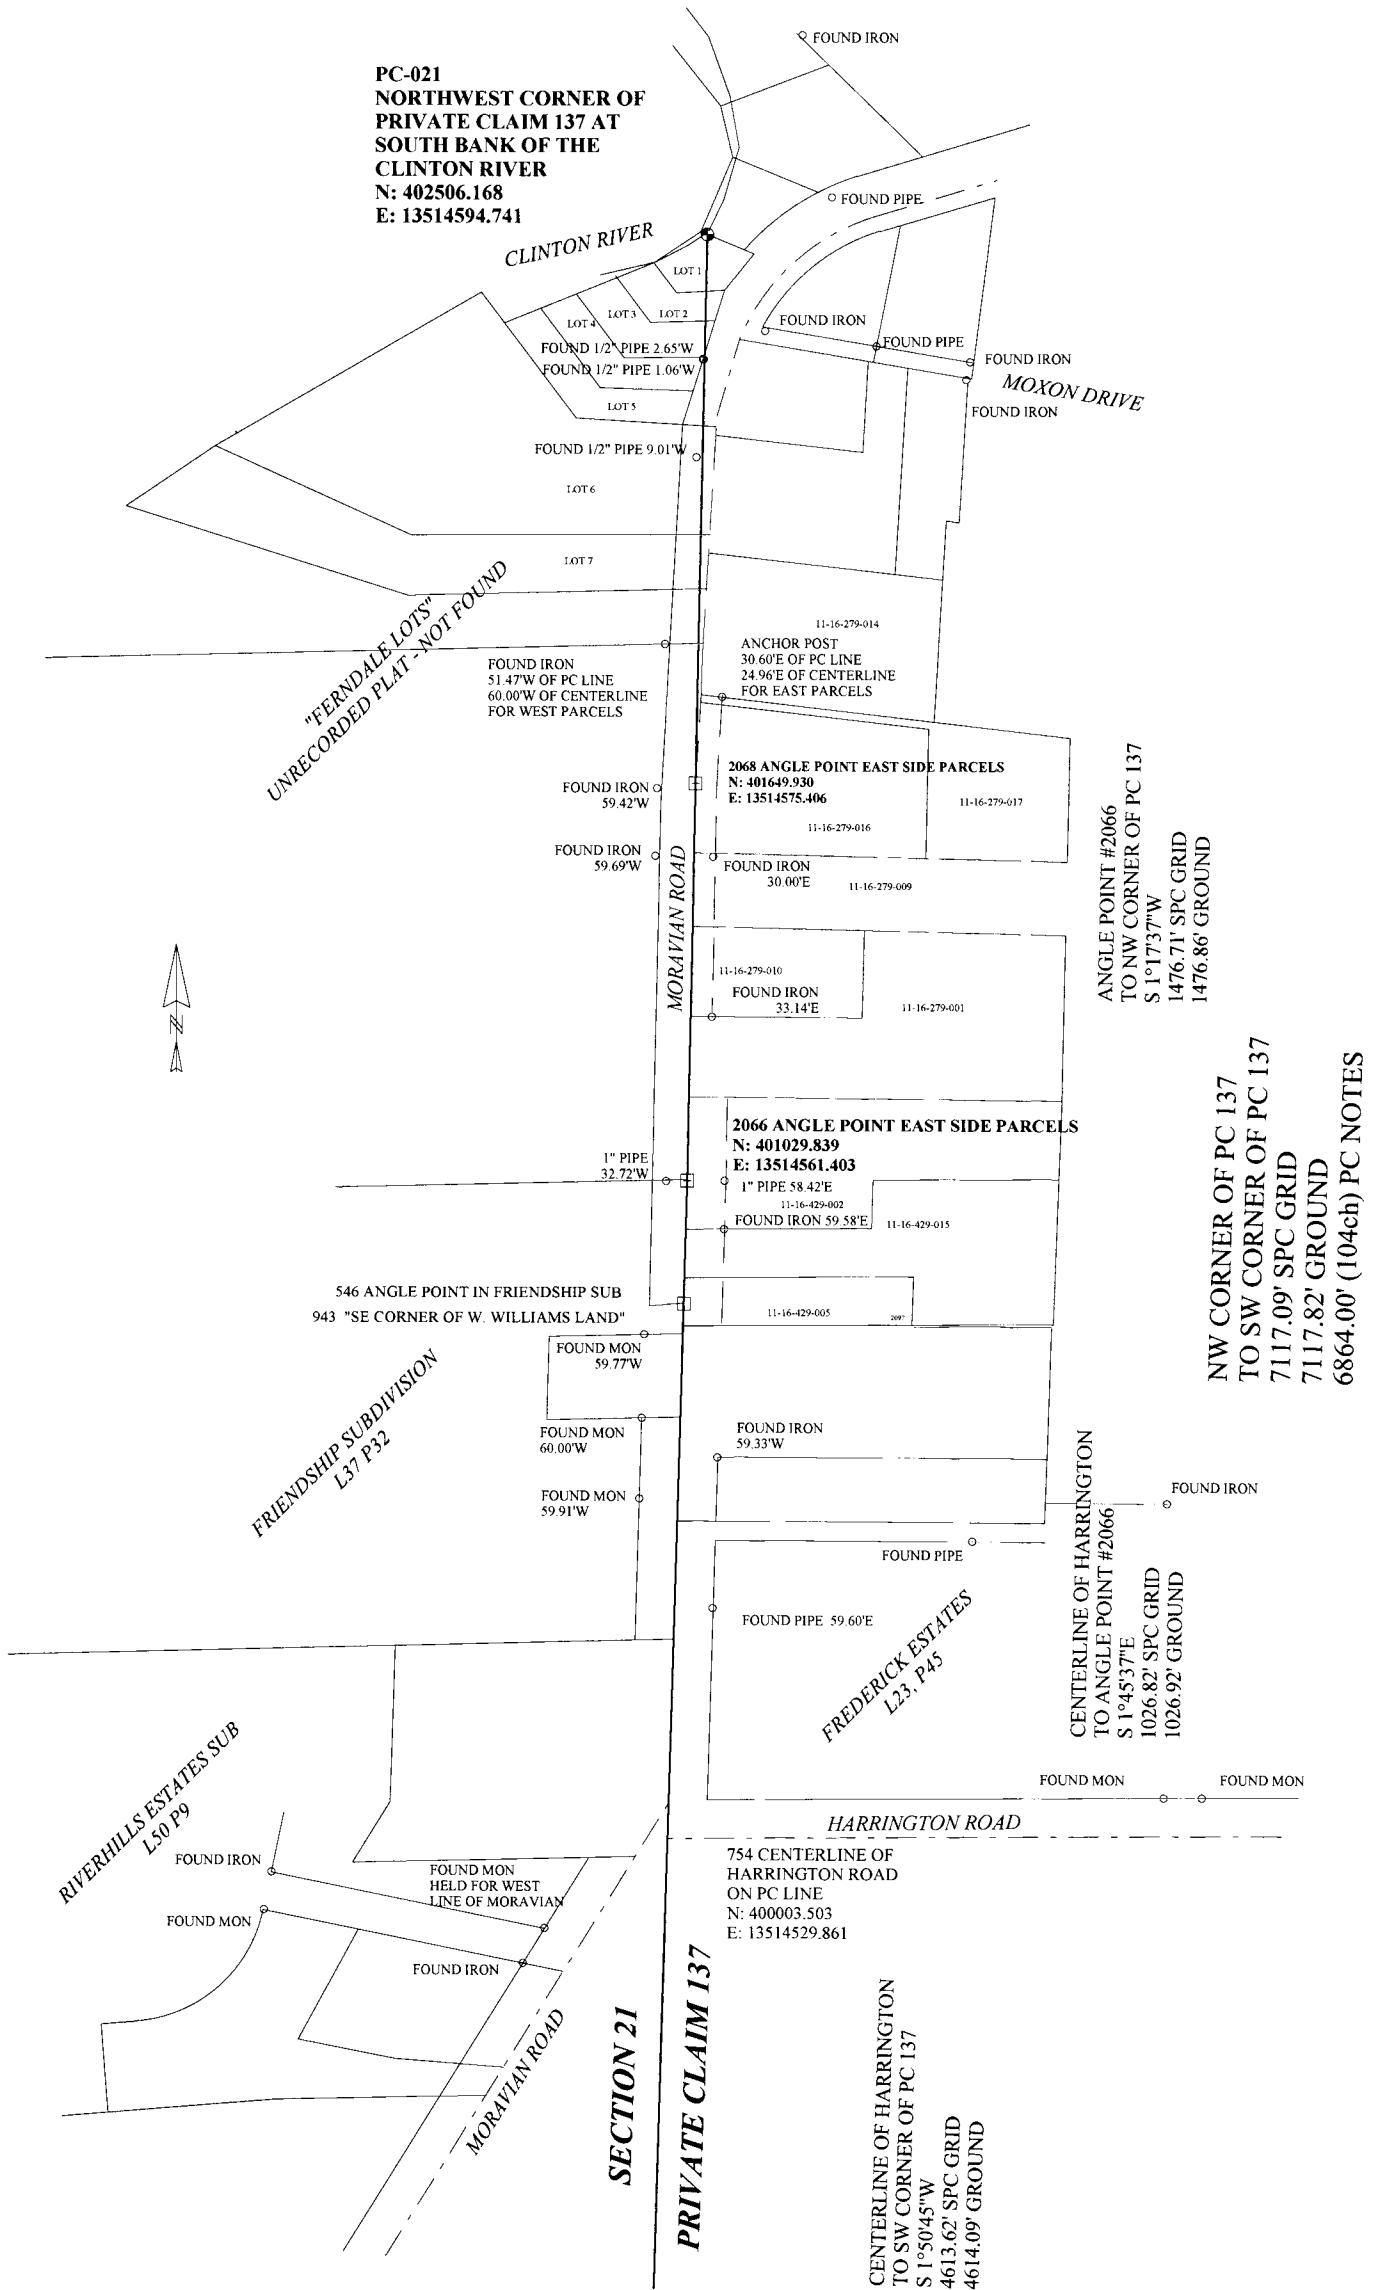 FOUND IRON
PC-021
NORTHWEST CORNER OF
PRIVATE CLAIM 137 AT
SOUTH BANK OF THE
CLINTON RIVER
N: 402506.168
E: 13514594.741
FOUND PIPE
CLINTON RIVER
LOT 1
LOT 2
LOT 3
LOT 4
FOUND IRON
FOUND PIPE
FOUND IRON
MOXON DRIVE
FOUND IRON
FOUND 1/2" PIPE 2.65'W
FOUND 1/2" PIPE 1.06'W
LOT 5
FOUND 1/2" PIPE 9.01'W
LOT 6
LOT 7
"FERNDALE LOTS"
UNRECORDED PLAT - NOT FOUND
11-16-279-014
ANCHOR POST
30.60'E OF PC LINE
24.96'E OF CENTERLINE
FOR EAST PARCELS
FOUND IRON
51.47'W OF PC LINE
60.00'W OF CENTERLINE
FOR WEST PARCELS
2068 ANGLE POINT EAST SIDE PARCELS
N: 401649.930
E: 13514575.406
11-16-279-017
11-16-279-016
FOUND IRON
59.42'W
FOUND IRON
59.69'W
MORAVIAN ROAD
FOUND IRON
30.00'E
11-16-279-009
ANGLE POINT #2066
TO NW CORNER OF PC 137
S 1°17'37"W
1476.71' SPC GRID
1476.86' GROUND
N
11-16-279-010
FOUND IRON
33.14'E
11-16-279-001
NW CORNER OF PC 137
TO SW CORNER OF PC 137
7117.09' SPC GRID
7117.82' GROUND
6864.00' (104ch) PC NOTES
2066 ANGLE POINT EAST SIDE PARCELS
N: 401029.839
E: 13514561.403
1" PIPE
32.72'W
1" PIPE 58.42'E
11-16-429-002
FOUND IRON 59.58'E
11-16-429-015
546 ANGLE POINT IN FRIENDSHIP SUB
943 "SE CORNER OF W. WILLIAMS LAND"
11-16-429-005
2097
FOUND MON
59.77'W
FRIENDSHIP SUBDIVISION
L37 P32
FOUND MON
60.00'W
FOUND IRON
59.33'W
FOUND MON
59.91'W
FOUND IRON
FOUND PIPE
CENTERLINE OF HARRINGTON
TO ANGLE POINT #2066
S 1°45'37"E
1026.82' SPC GRID
1026.92' GROUND
FOUND PIPE 59.60'E
FREDERICK ESTATES
L23, P45
RIVERHILLS ESTATES SUB
L50 P9
FOUND MON
FOUND MON
HARRINGTON ROAD
754 CENTERLINE OF
HARRINGTON ROAD
ON PC LINE
N: 400003.503
E: 13514529.861
FOUND IRON
FOUND MON
HELD FOR WEST
LINE OF MORAVIAN
FOUND MON
FOUND IRON
MORAVIAN ROAD
SECTION 21
PRIVATE CLAIM 137
CENTERLINE OF HARRINGTON
TO SW CORNER OF PC 137
S 1°50'45"W
4613.62' SPC GRID
4614.09' GROUND